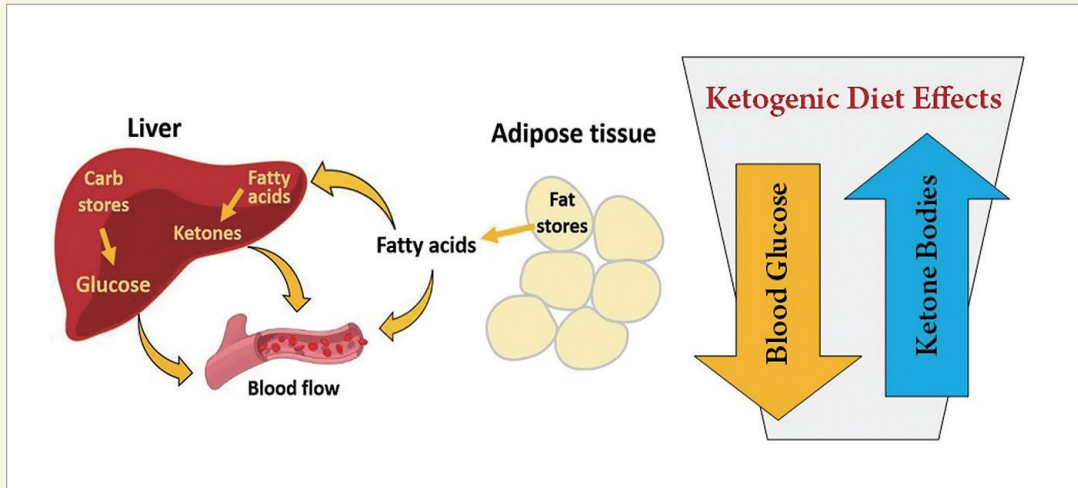 Liver
Carb
stores
Glucose
Fatty
acids
Ketones
Blood flow
Fatty acids
Adipose tissue
Fat
stores
Ketogenic Diet Effects
Blood Glucose
Ketone Bodies